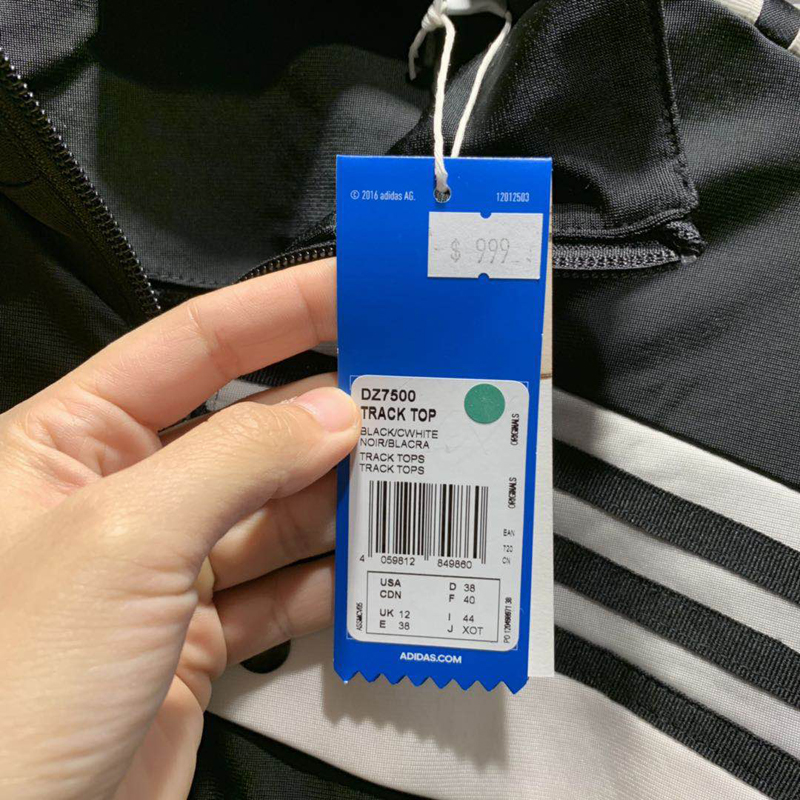 © 2016 adidas AG.
12012503
$ 999
DZ7500
TRACK TOP
BLACK/CWHITE
NOIR/BLACRA
TRACK TOPS
TRACK TOPS
ORIGINALS
ORIGINALS
EAN
T20
CN
4 059812 849860
USA
CDN
UK 12
E 38
D 38
F 40
I 44
J XOT
ADIDAS.COM